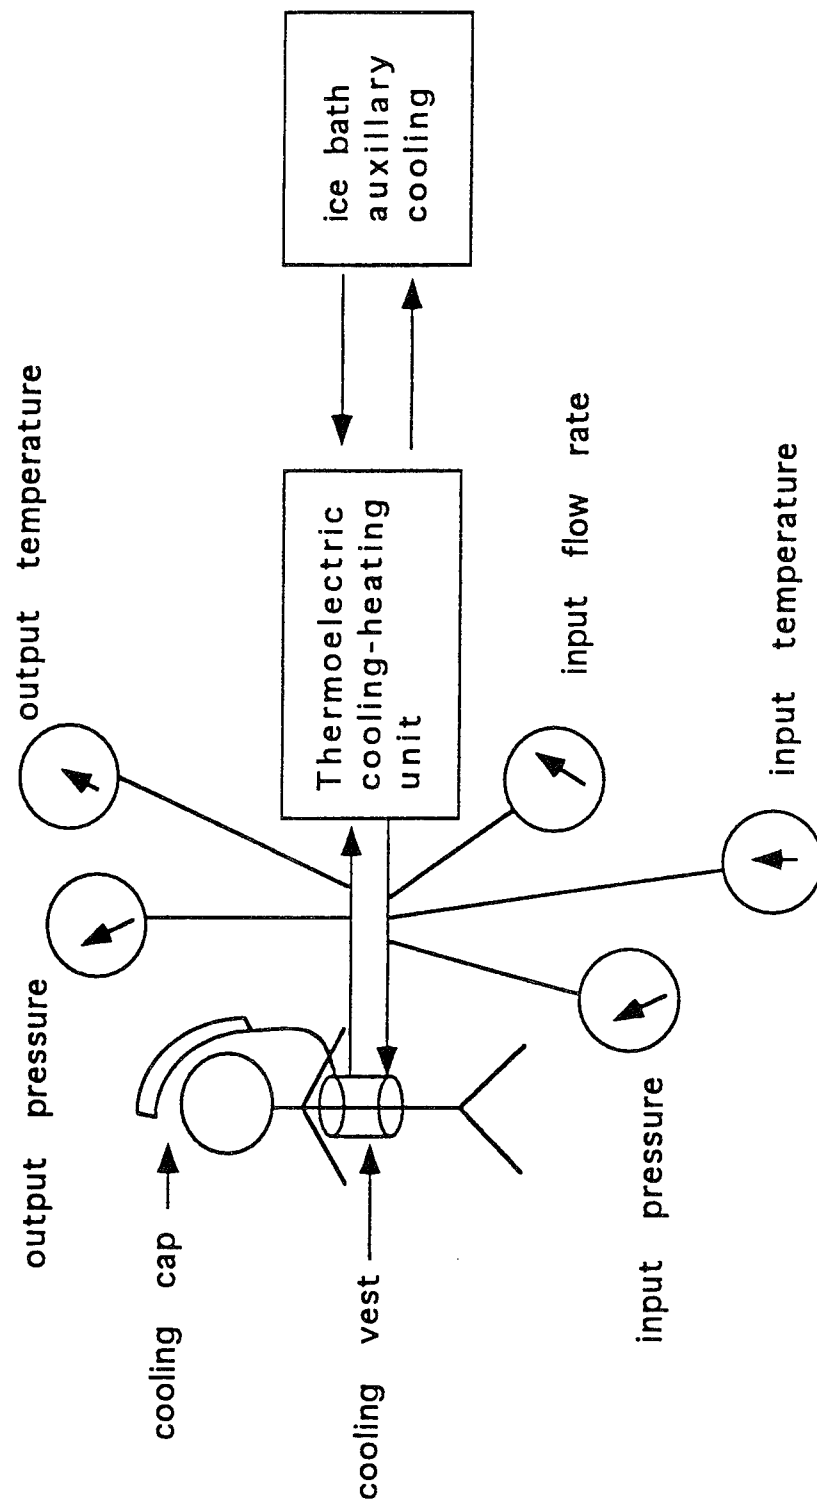 output temperature
output pressure
cooling cap
cooling vest
Thermoelectric
cooling-heating
unit
ice bath
auxillary
cooling
input flow rate
input pressure
input temperature